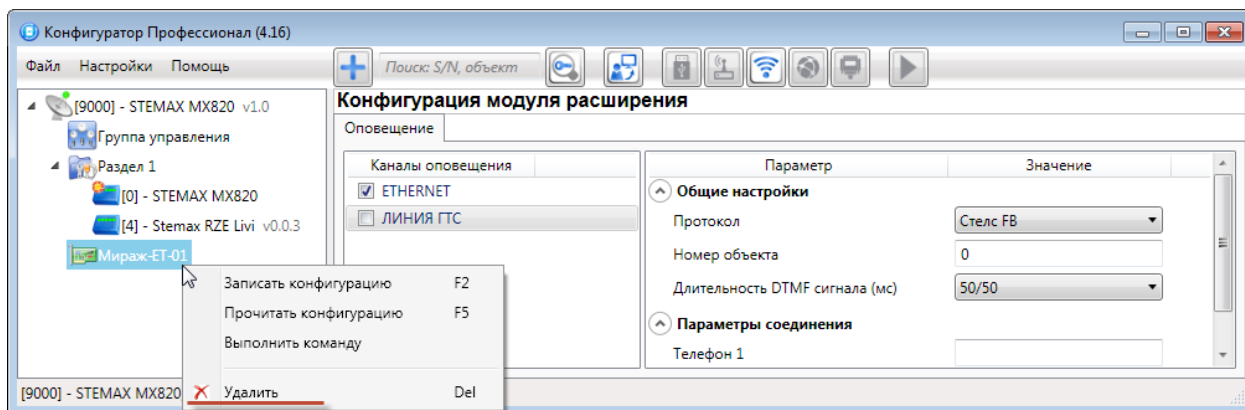 Конфигуратор Профессионал (4.16)
Файл Настройки Помощь
Поиск: S/N, объект
[9000] - STEMAX MX820 v1.0
Группа управления
Раздел 1
[0] - STEMAX MX820
[4] - Stemax RZE Livi v0.0.3
Мираж-ET-01
Записать конфигурацию F2
Прочитать конфигурацию F5
Выполнить команду
Удалить Del
[9000] - STEMAX MX820
Конфигурация модуля расширения
Оповещение
Каналы оповещения
ETHERNET
ЛИНИЯ ГТС
Параметр Значение
Общие настройки
Протокол Стелс FB
Номер объекта 0
Длительность DTMF сигнала (мс) 50/50
Параметры соединения
Телефон 1